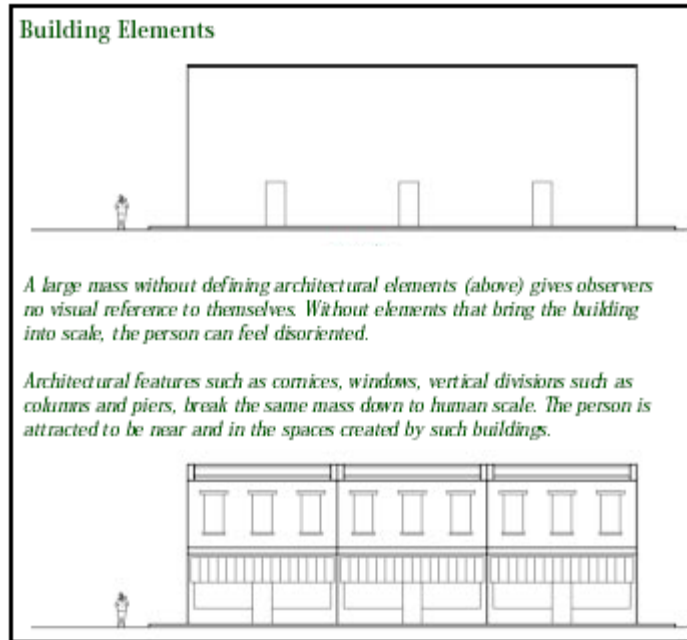 Building Elements
A large mass without defining architectural elements (above) gives observers
no visual reference to themselves. Without elements that bring the building
into scale, the person can feel disoriented.
Architectural features such as cornices, windows, vertical divisions such as
columns and piers, break the same mass down to human scale. The person is
attracted to be near and in the spaces created by such buildings.